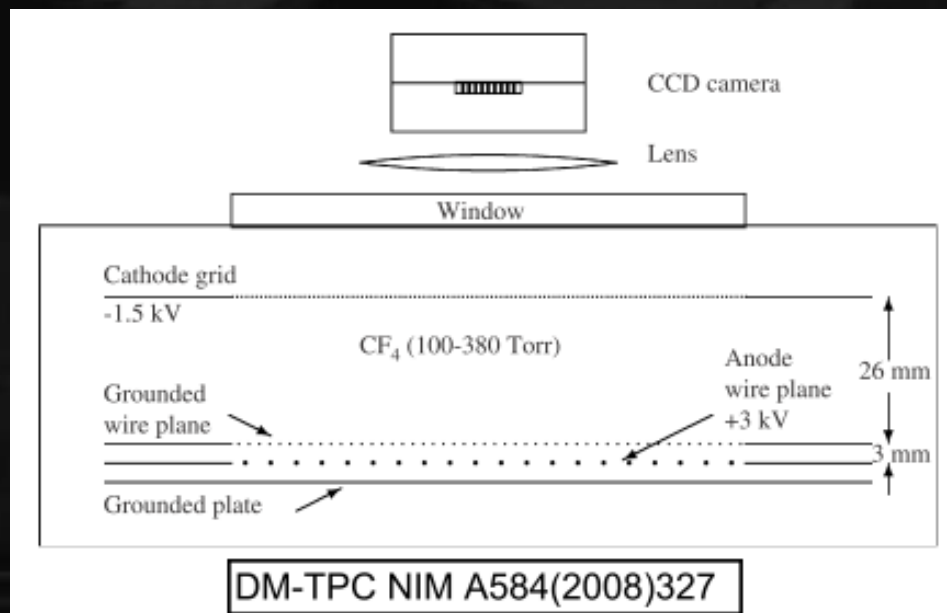 CCD camera
Lens
Window
Cathode grid
-1.5 kV
CF₄ (100-380 Torr)
Anode
wire plane
+3 kV
26 mm
Grounded
wire plane
3 mm
Grounded plate
DM-TPC NIM A584(2008)327